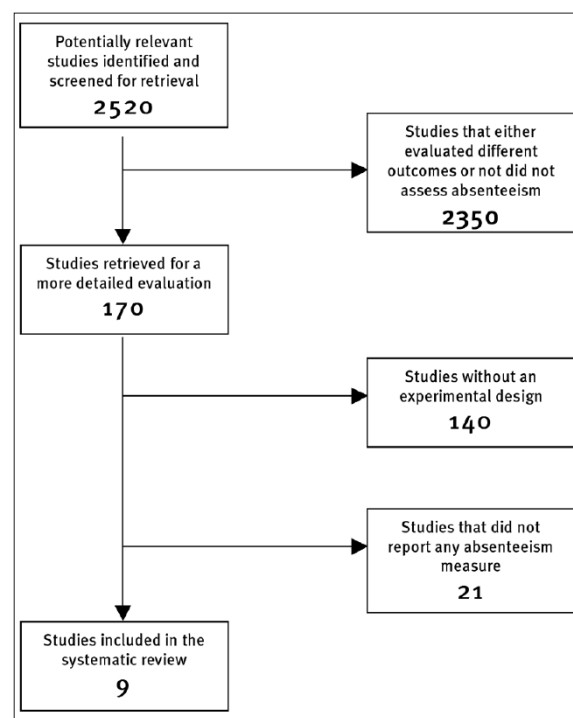 Potentially relevant
studies identified and
screened for retrieval
2520
Studies that either
evaluated different
outcomes or not did not
assess absenteeism
2350
Studies retrieved for a
more detailed evaluation
170
Studies without an
experimental design
140
Studies that did not
report any absenteeism
measure
21
Studies included in the
systematic review
9